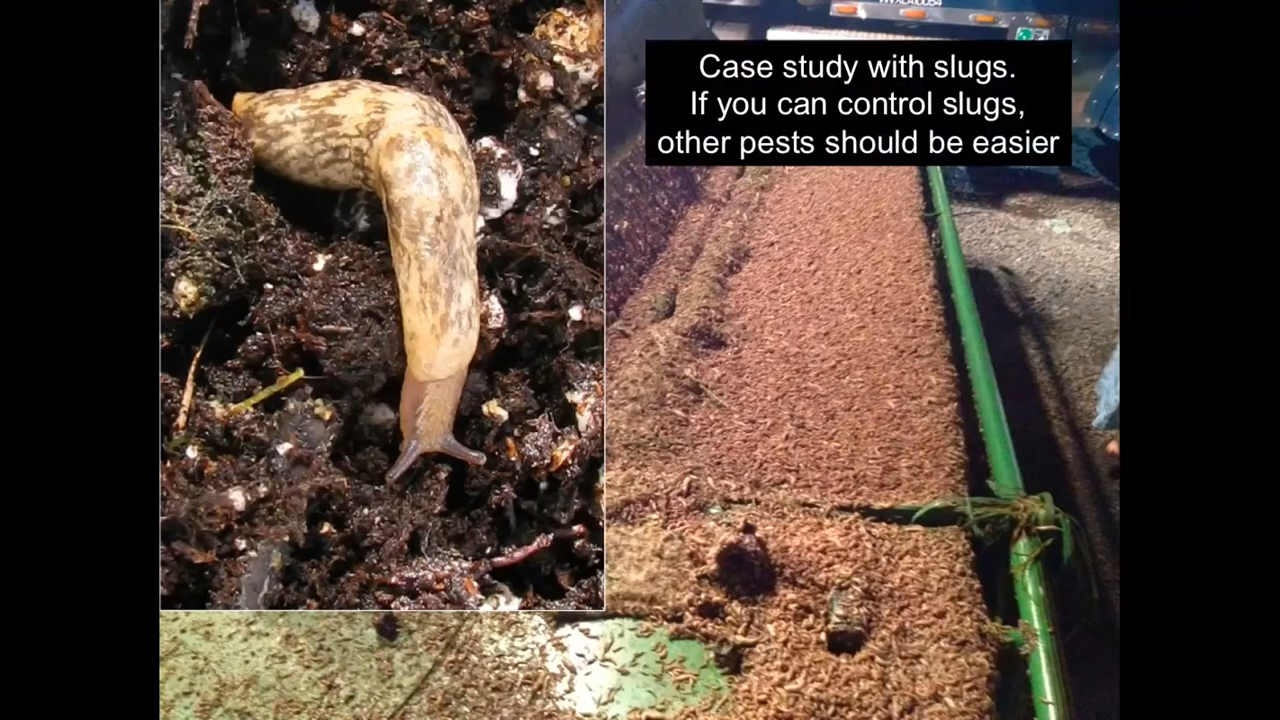 Case study with slugs.
If you can control slugs,
other pests should be easier